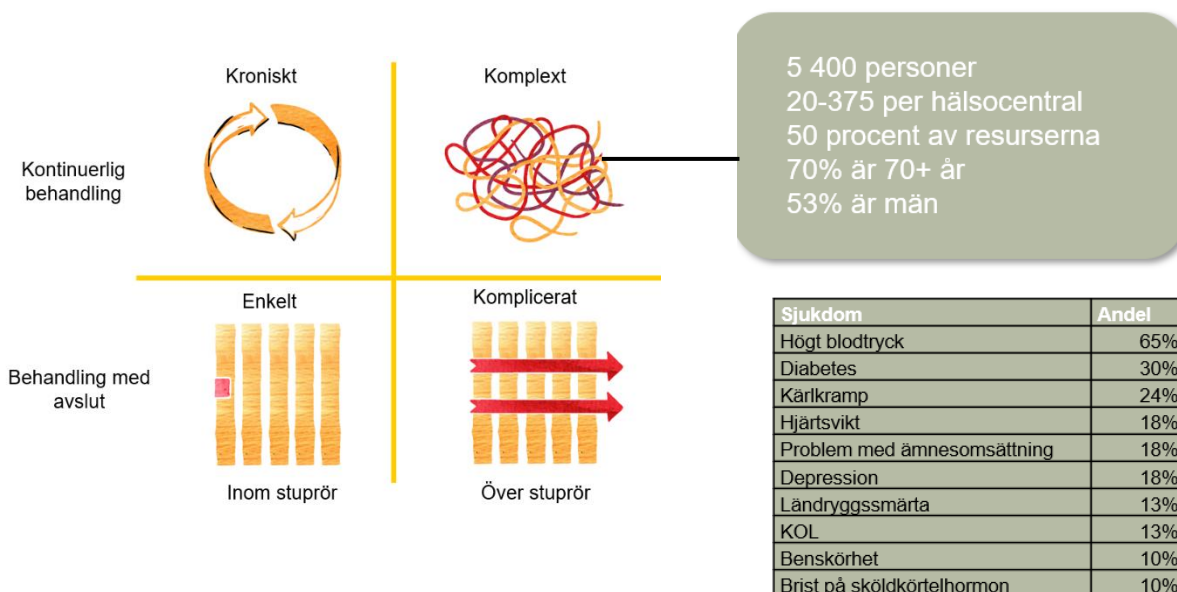 Kroniskt
Komplext
Kontinuerlig
behandling
Enkelt
Komplicerat
Behandling med
avslut
Inom stuprör
Över stuprör
5 400 personer
20-375 per hälsocentral
50 procent av resurserna
70% är 70+ år
53% är män
Sjukdom Andel
Högt blodtryck 65%
Diabetes 30%
Kärlkramp 24%
Hjärtsvikt 18%
Problem med ämnesomsättning 18%
Depression 18%
Ländryggssmärta 13%
KOL 13%
Benskörhet 10%
Brist på sköldkörtelhormon 10%